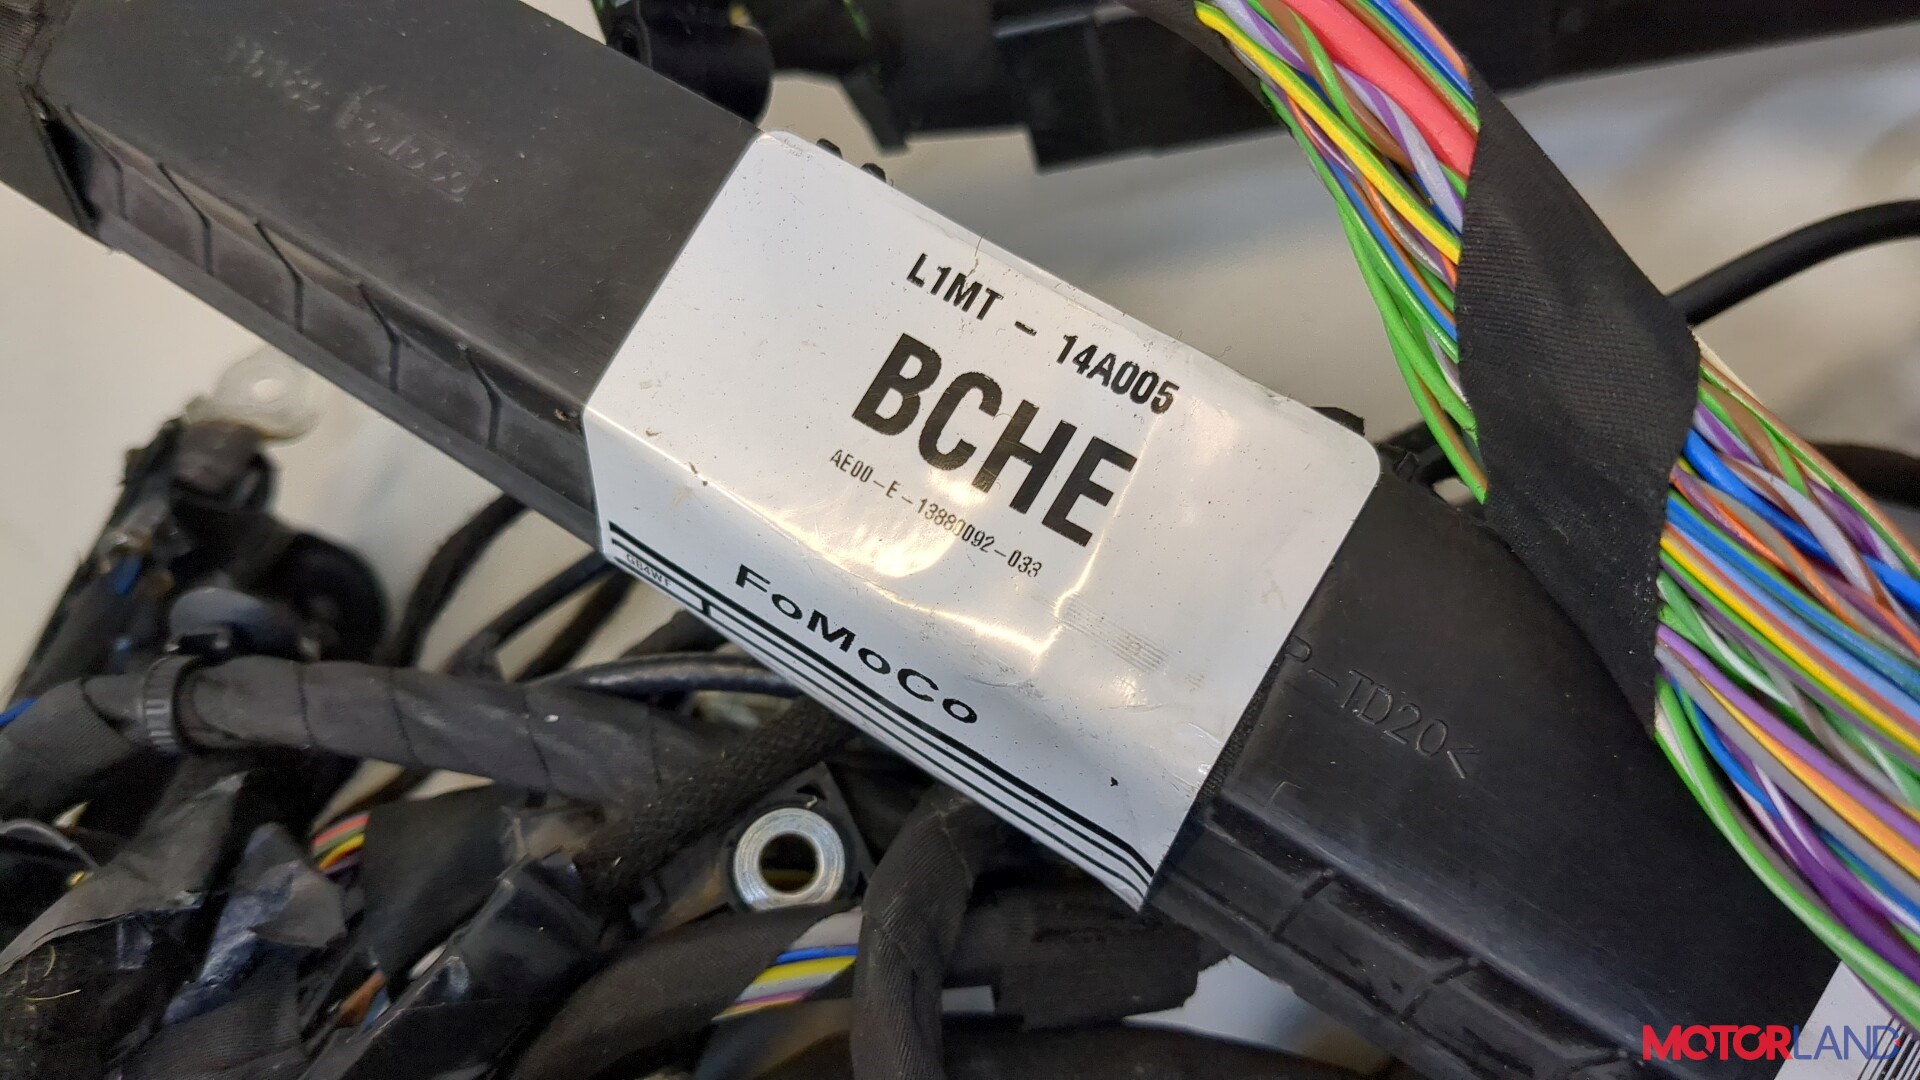 L1MT - 14A005
BCHE
AE00-E-13880092-033
FoMoCo
P-TD20<
MOTORLAND